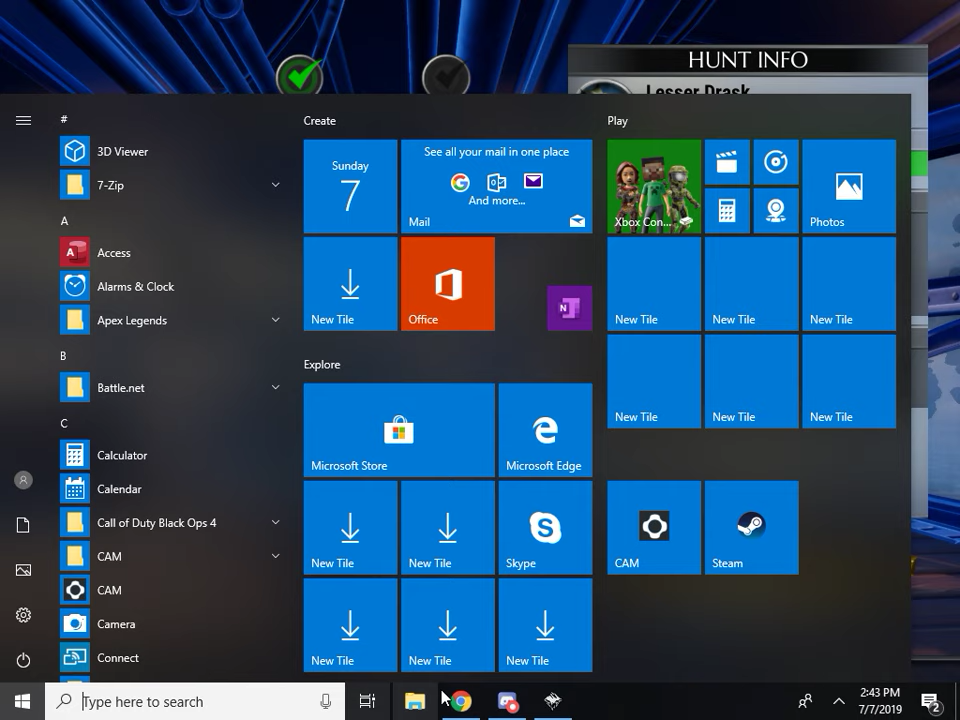 HUNT INFO
Lesser Drask
#
3D Viewer
7-Zip
A
Access
Alarms & Clock
Apex Legends
B
Battle.net
C
Calculator
Calendar
Call of Duty Black Ops 4
CAM
CAM
Camera
Connect
Create
Sunday
7
See all your mail in one place
And more...
Mail
New Tile
Office
Explore
Microsoft Store
Microsoft Edge
New Tile
New Tile
Skype
New Tile
New Tile
New Tile
Play
Xbox Con...
Photos
New Tile
New Tile
New Tile
New Tile
New Tile
New Tile
CAM
Steam
Type here to search
2:43 PM
7/7/2019
2